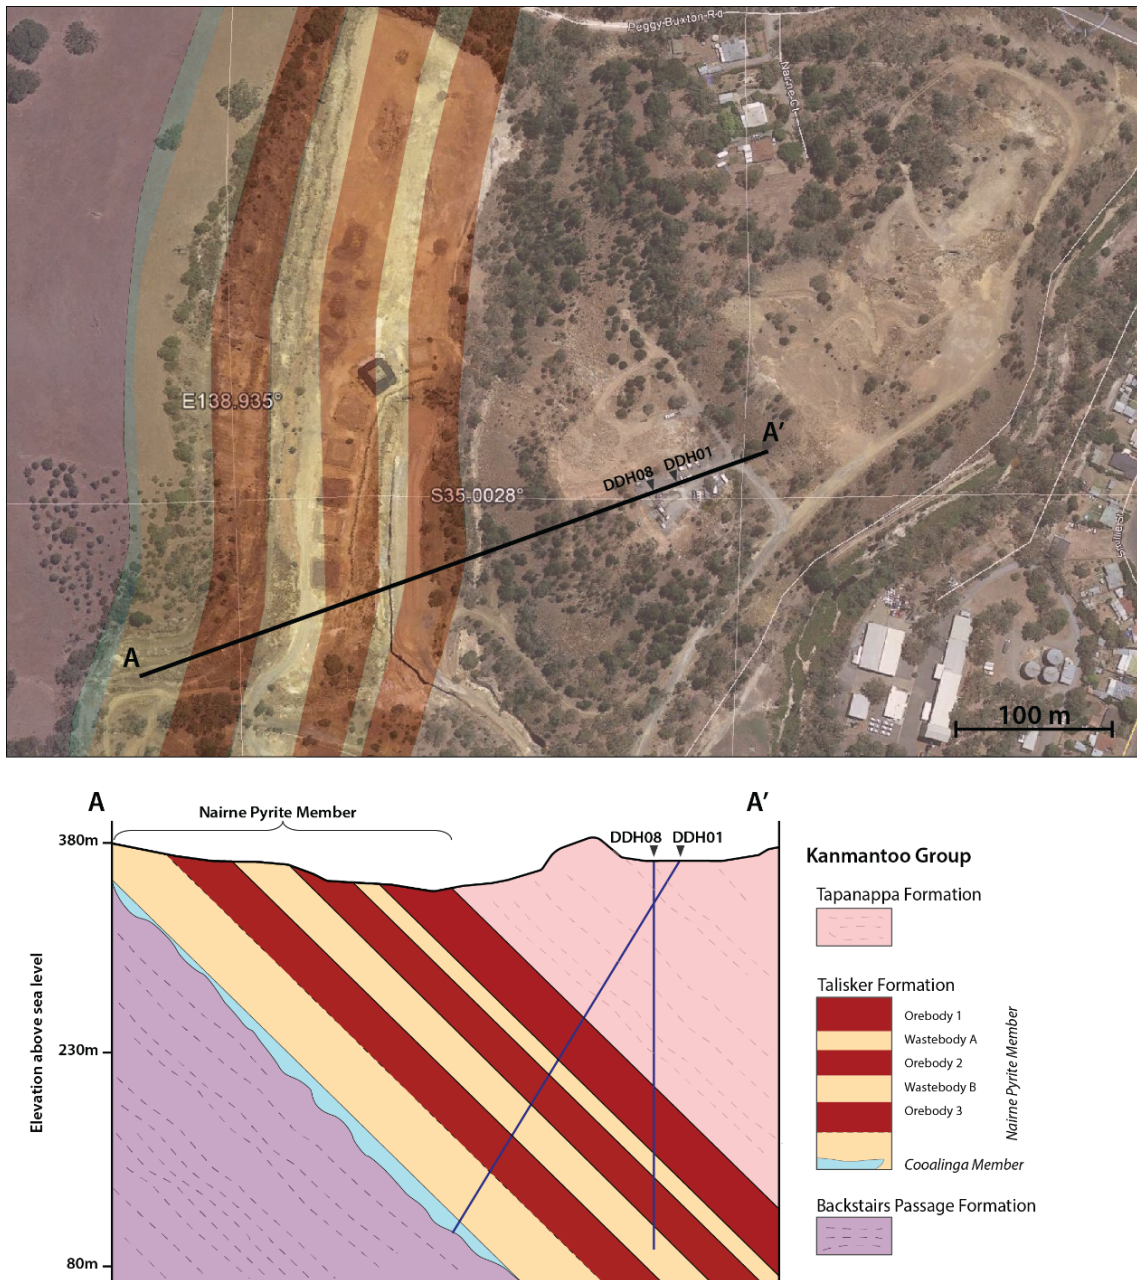 Peggy Buxton Rd
Nairne Ct
E138.935°
S35.0028°
DDH08
DDH01
A'
A
100 m
A
A'
Nairne Pyrite Member
DDH08
DDH01
380m
230m
80m
Elevation above sea level
Kanmantoo Group
Tapanappa Formation
Talisker Formation
Orebody 1
Wastebody A
Orebody 2
Wastebody B
Orebody 3
Nairne Pyrite Member
Cooalinga Member
Backstairs Passage Formation